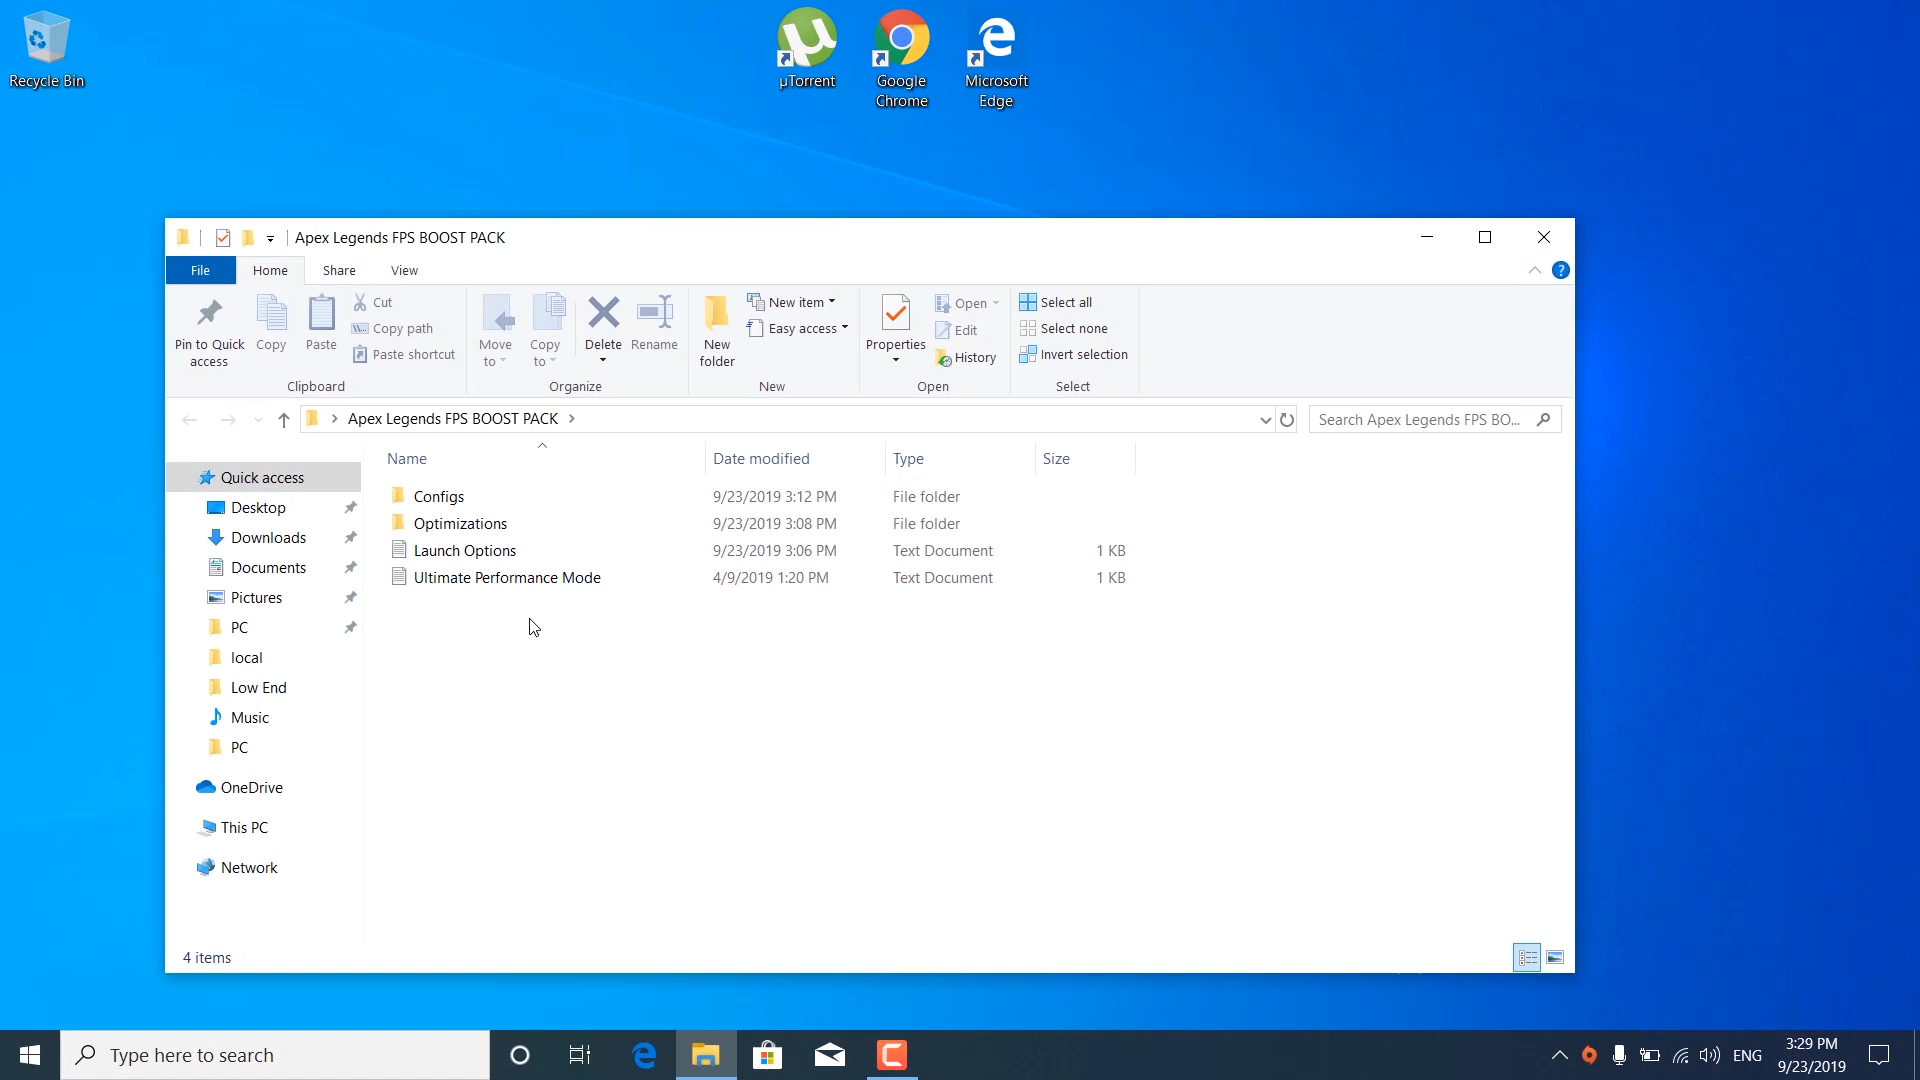 Recycle Bin
µTorrent
Google
Chrome
Microsoft
Edge
Apex Legends FPS BOOST PACK
File
Home
Share
View
Pin to Quick
access
Copy
Paste
Cut
Copy path
Paste shortcut
Clipboard
Move
to
Copy
to
Delete
Rename
Organize
New
folder
New item
Easy access
New
Properties
Open
Edit
History
Open
Select all
Select none
Invert selection
Select
Apex Legends FPS BOOST PACK
Search Apex Legends FPS BO...
Name
Date modified
Type
Size
Configs 9/23/2019 3:12 PM File folder
Optimizations 9/23/2019 3:08 PM File folder
Launch Options 9/23/2019 3:06 PM Text Document 1 KB
Ultimate Performance Mode 4/9/2019 1:20 PM Text Document 1 KB
Quick access
Desktop
Downloads
Documents
Pictures
PC
local
Low End
Music
PC
OneDrive
This PC
Network
4 items
Type here to search
ENG
3:29 PM
9/23/2019